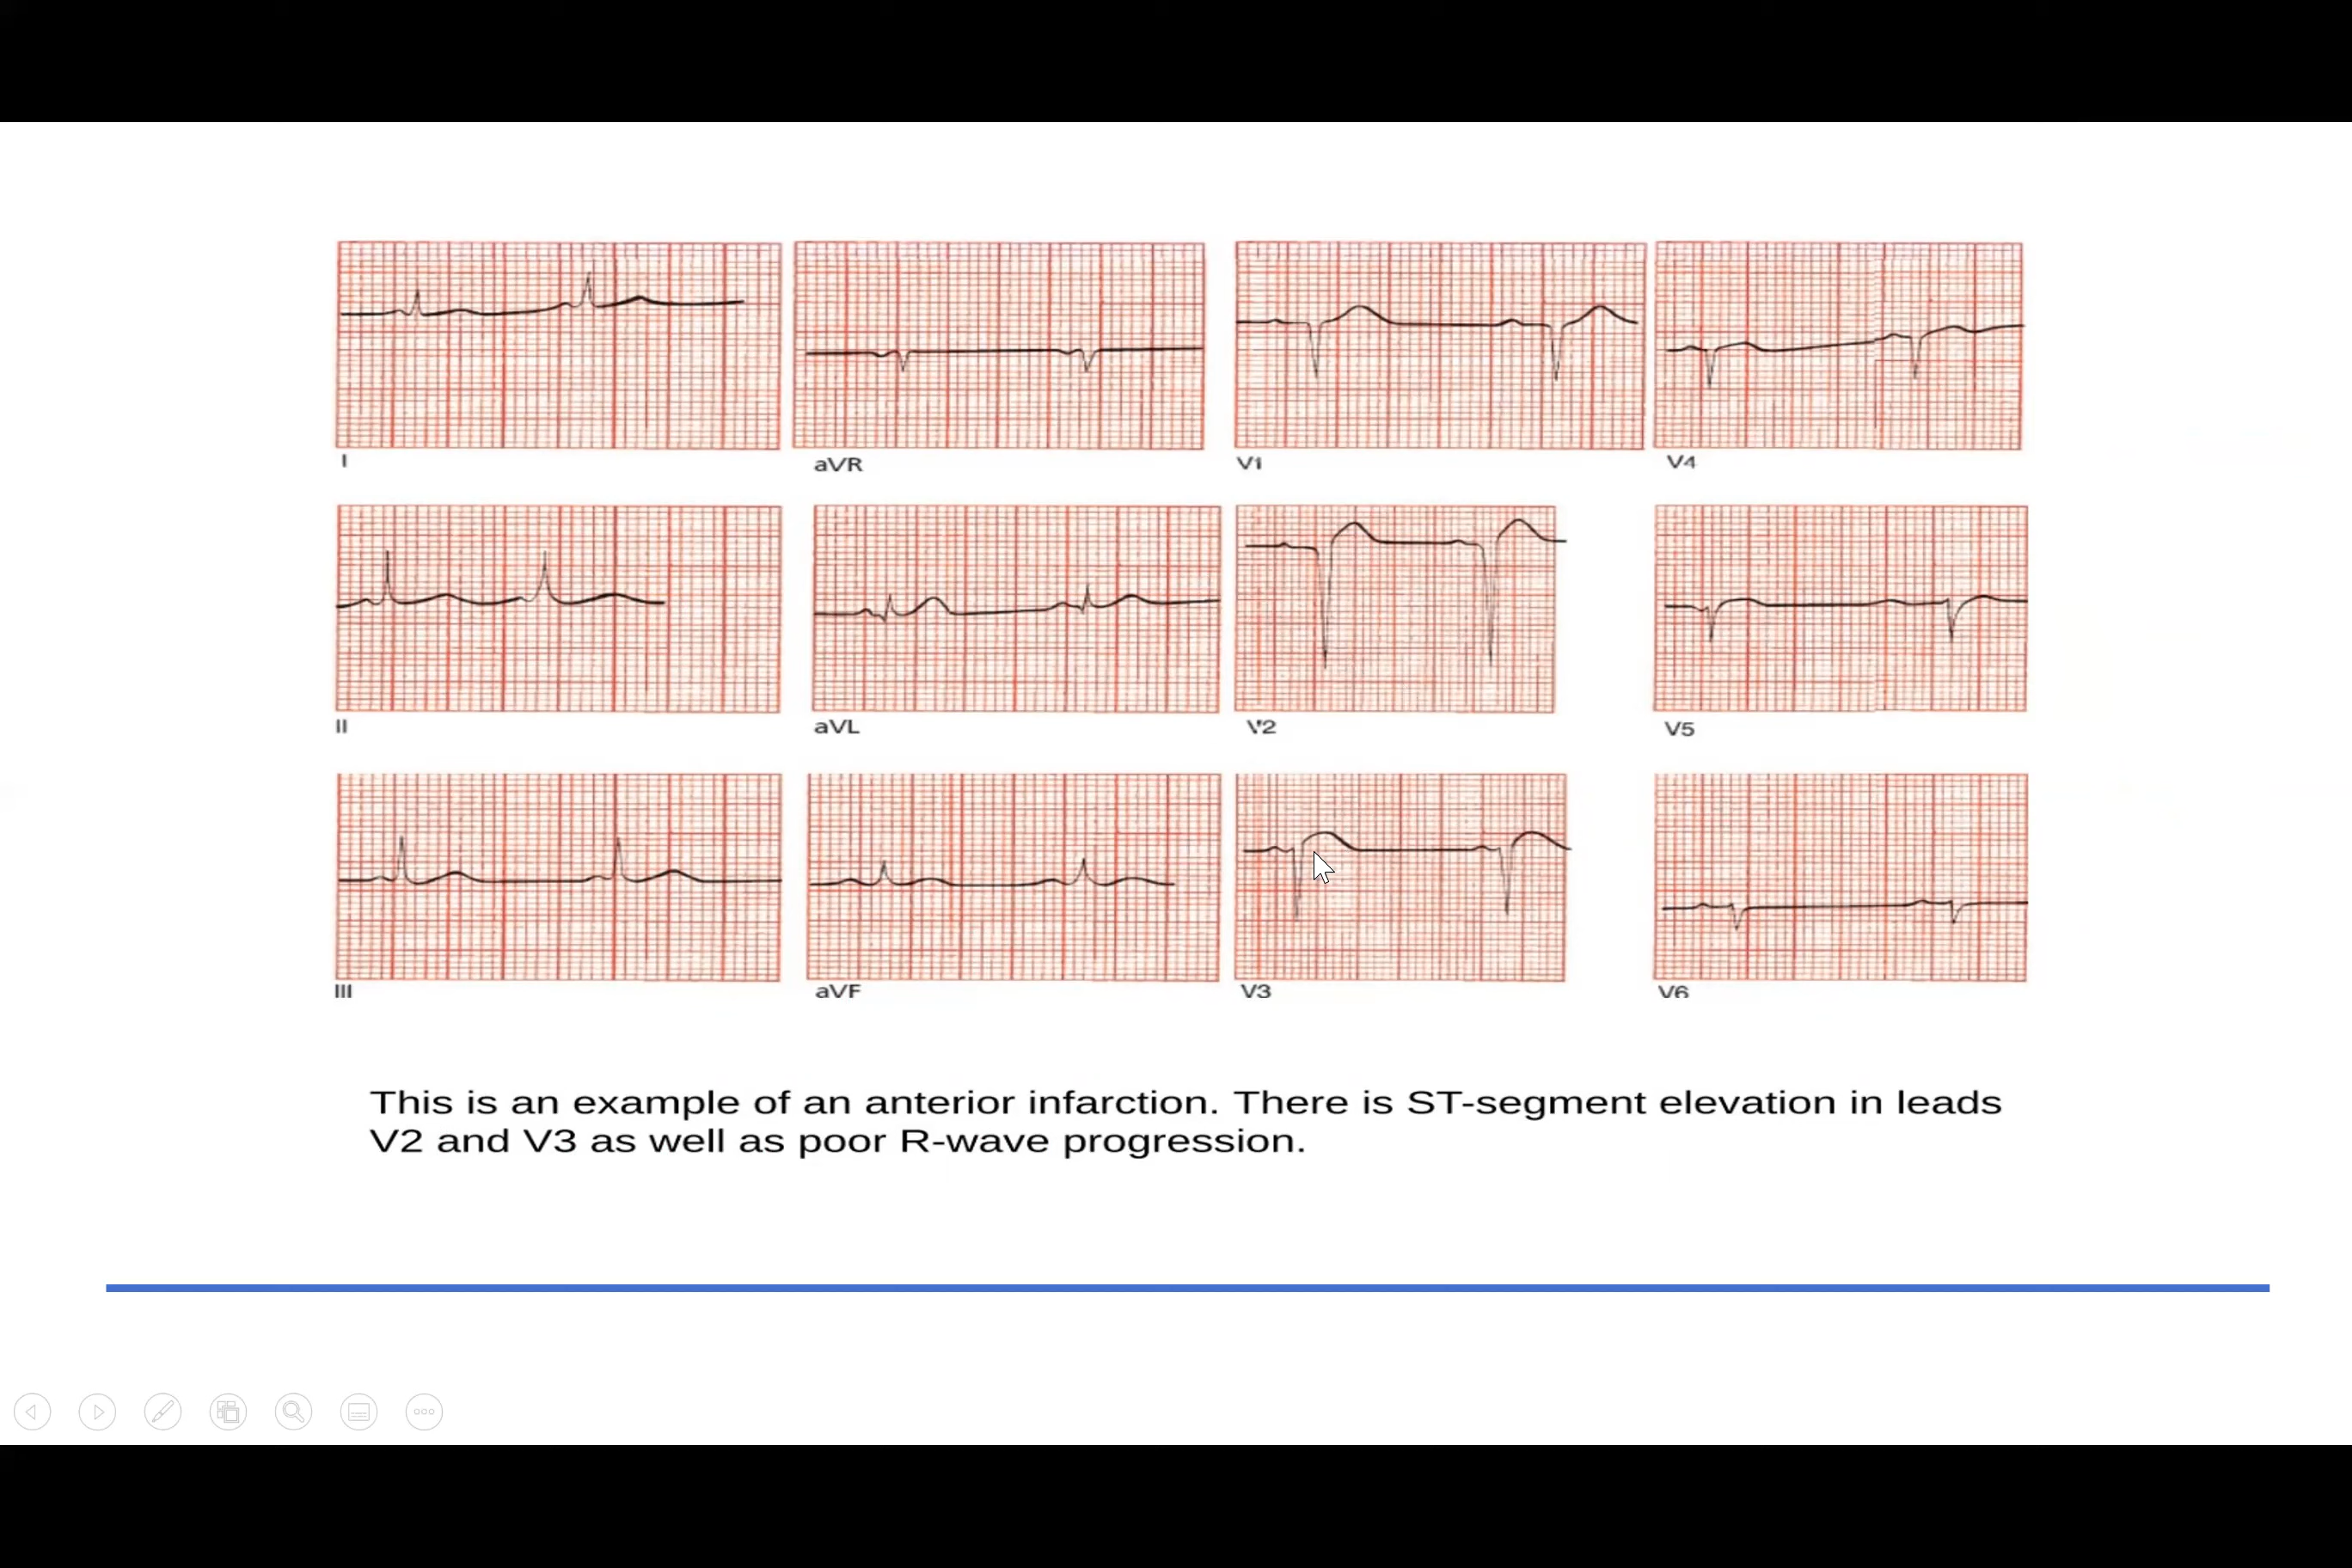 I
aVR
V1
V4
II
aVL
V2
V5
III
aVF
V3
V6
This is an example of an anterior infarction. There is ST-segment elevation in leads
V2 and V3 as well as poor R-wave progression.